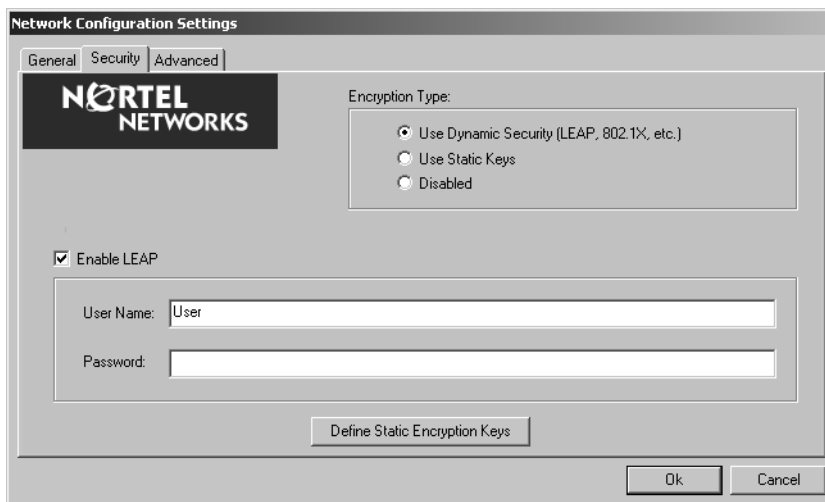 Network Configuration Settings
General Security Advanced
NORTEL
NETWORKS
Encryption Type:
Use Dynamic Security (LEAP, 802.1X, etc.)
Use Static Keys
Disabled
Enable LEAP
User Name: User
Password:
Define Static Encryption Keys
Ok Cancel